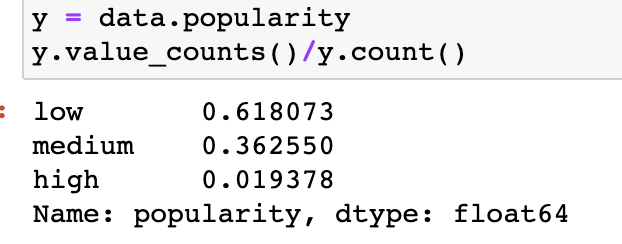 y = data.popularity
y.value_counts()/y.count()
: low 0.618073
medium 0.362550
high 0.019378
Name: popularity, dtype: float64